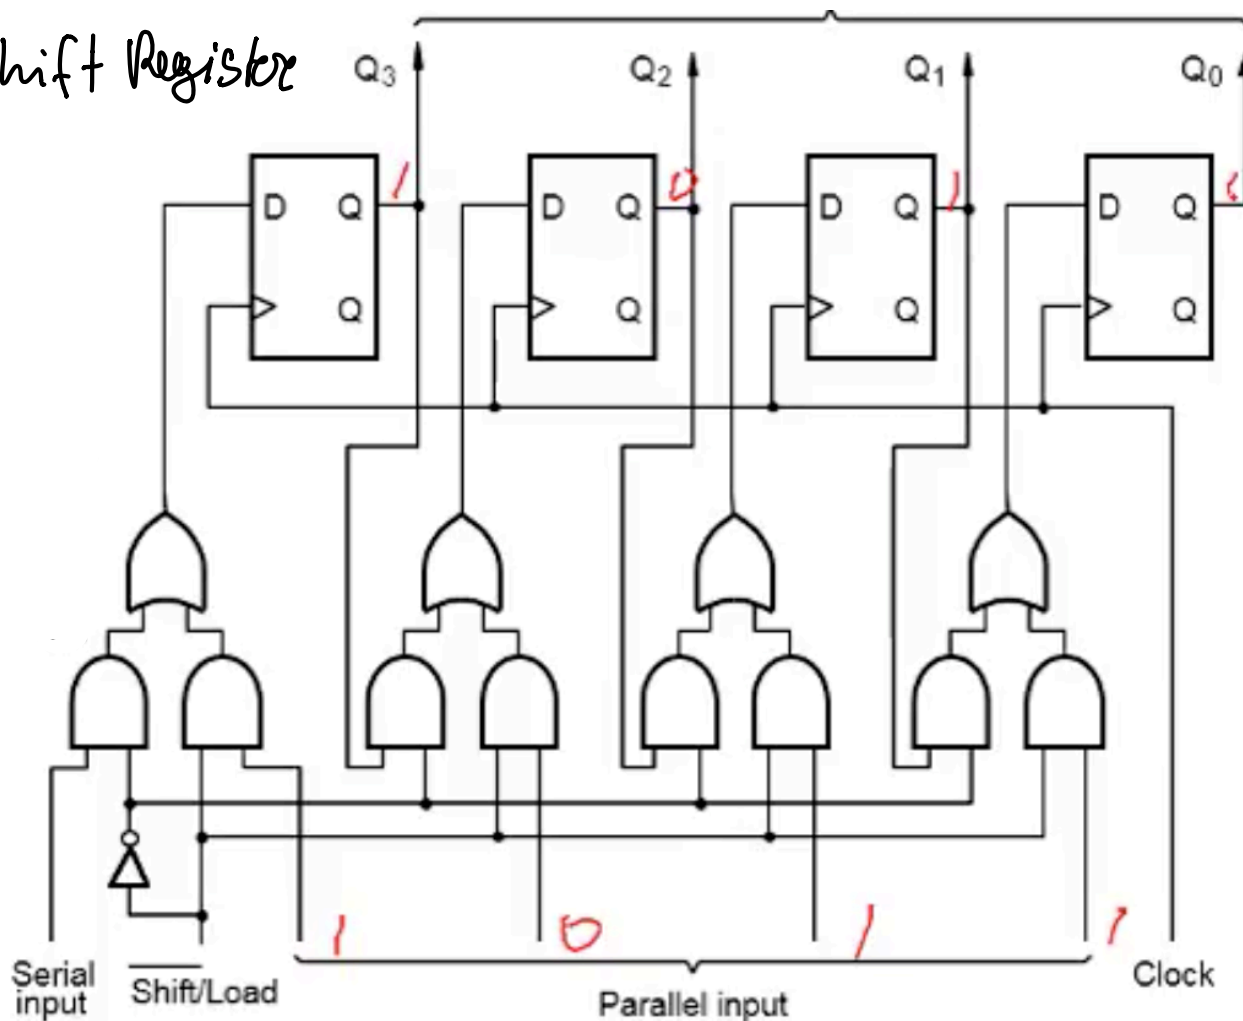 hift Register
Q3 Q2 Q1 Q0
1 0 1
D Q D Q D Q D Q
Q Q Q Q
1 0 1 1
Serial input
Shift/Load
Parallel input
Clock